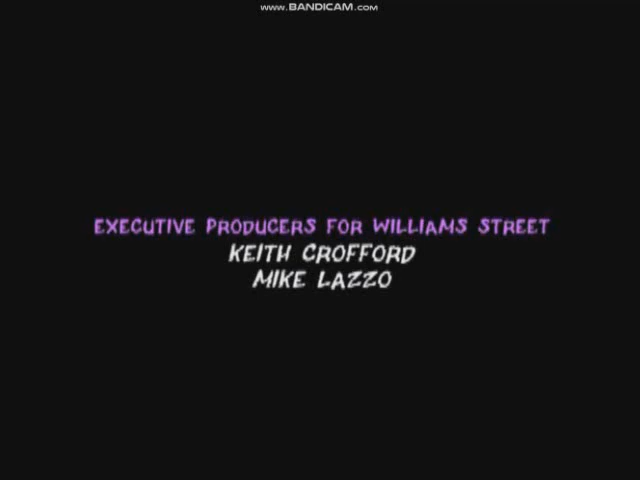 www.BANDICAM.com
EXECUTIVE PRODUCERS FOR WILLIAMS STREET
KEITH CROFFORD
MIKE LAZZO